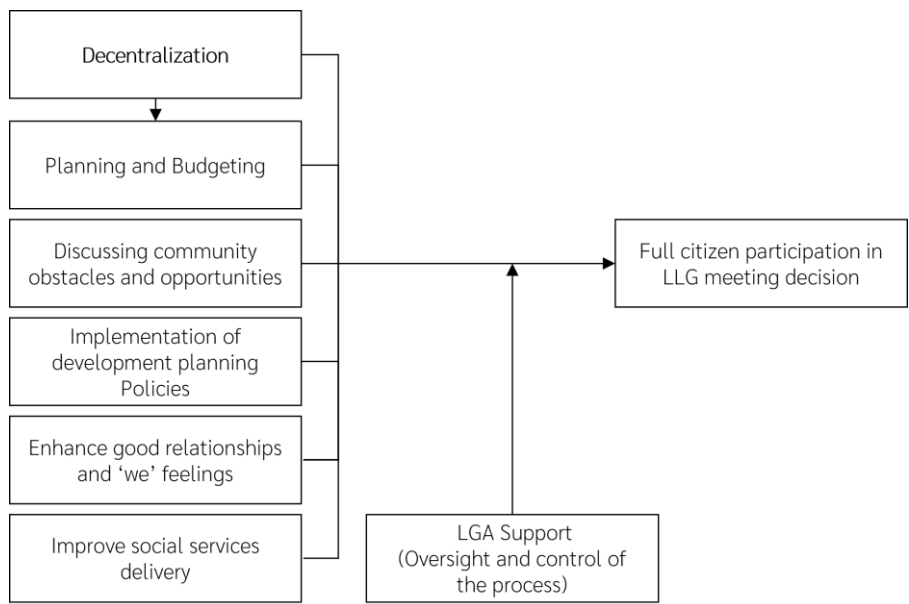 Decentralization
Planning and Budgeting
Discussing community
obstacles and opportunities
Full citizen participation in
LLG meeting decision
Implementation of
development planning
Policies
Enhance good relationships
and ‘we’ feelings
Improve social services
delivery
LGA Support
(Oversight and control of
the process)